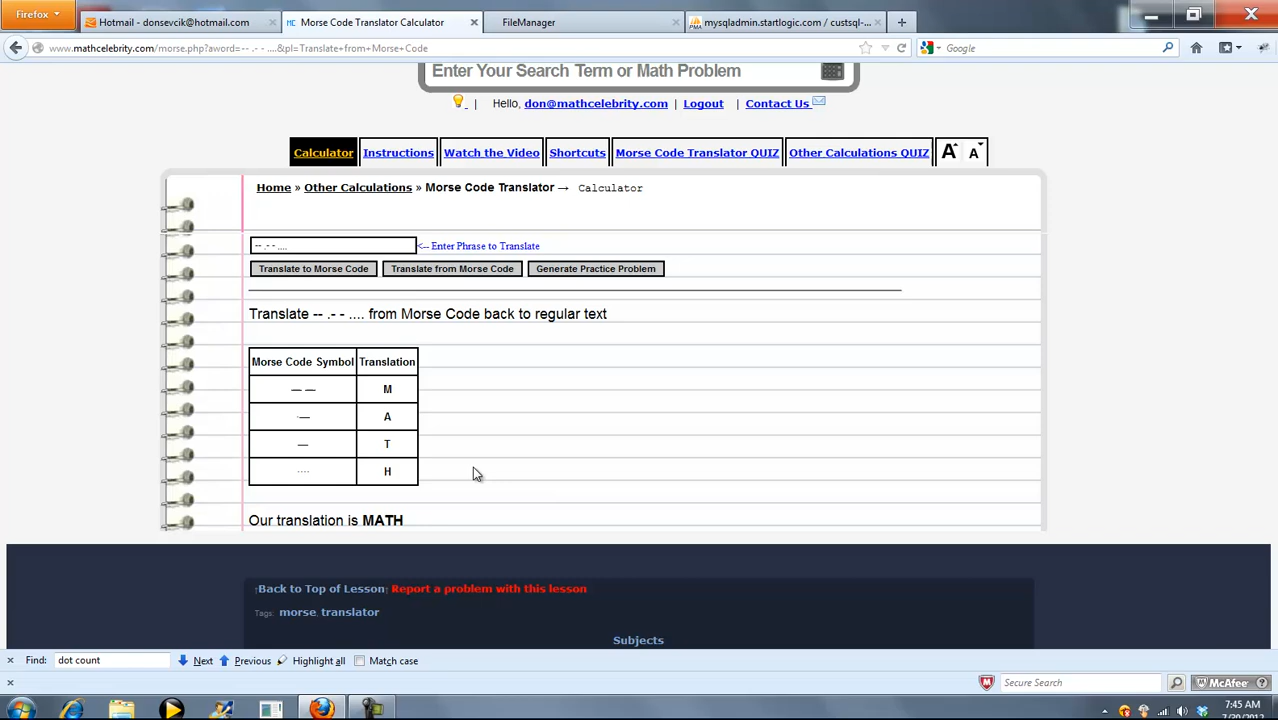 Firefox
Hotmail - donsevcik@hotmail.com
Morse Code Translator Calculator
FileManager
mysqladmin.startlogic.com / custsql-...
www.mathcelebrity.com/morse.php?aword=-- .- - ....&pl=Translate+from+Morse+Code
Google
Enter Your Search Term or Math Problem
| Hello, don@mathcelebrity.com | Logout | Contact Us
Calculator Instructions Watch the Video Shortcuts Morse Code Translator QUIZ Other Calculations QUIZ A A
Home » Other Calculations » Morse Code Translator → Calculator
-- .- - .... <-- Enter Phrase to Translate
Translate to Morse Code Translate from Morse Code Generate Practice Problem
Translate -- .- - .... from Morse Code back to regular text
Morse Code Symbol Translation
— — M
·— A
— T
···· H
Our translation is MATH
↑Back to Top of Lesson↑ Report a problem with this lesson
Tags: morse, translator
Subjects
× Find: dot count Next Previous Highlight all Match case
× Secure Search McAfee
7:45 AM
7/20/2012